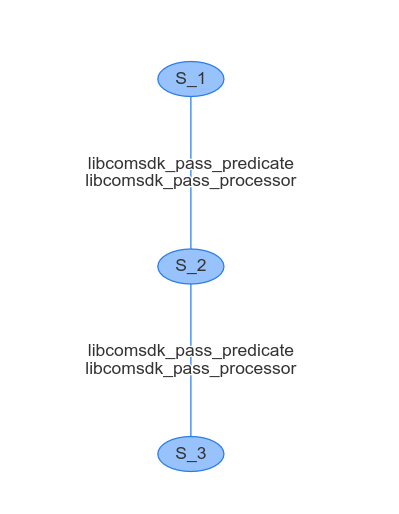 S_1
libcomsdk_pass_predicate
libcomsdk_pass_processor
S_2
libcomsdk_pass_predicate
libcomsdk_pass_processor
S_3